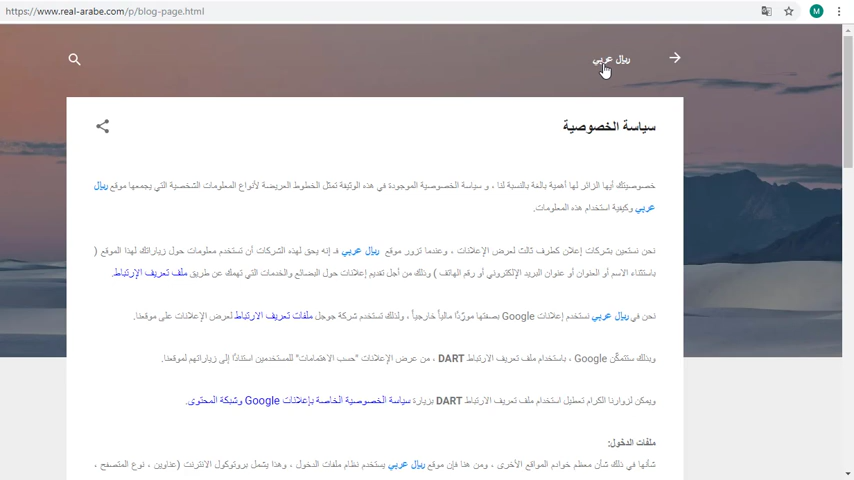 https://www.real-arabe.com/p/blog-page.html
M
ريال عربي
سياسة الخصوصية
خصوصيتك أيها الزائر لها أهمية بالغة بالنسبة لنا ، و سياسة الخصوصية الموجودة في هذه الوثيقة تمثل الخطوط العريضة لأنواع المعلومات الشخصية التي يجممعها موقع ريال
عربي وكيفية استخدام هذه المعلومات.
نحن نستعين بشركات إعلان كطرف ثالث لعرض الإعلانات ، وعندما تزور موقع ريال عربي فـ إنه يحق لهذه الشركات أن تستخدم معلومات حول زياراتك لهذا الموقع (
باستثناء الاسم أو العنوان أو عنوان البريد الإلكتروني أو رقم الهاتف ) وذلك من أجل تقديم إعلانات حول البضائع والخدمات التي تهمك عن طريق ملف تعريف الإرتباط.
نحن في ريال عربي نستخدم إعلانات Google بصفتها مورّدًا مالياً خارجياً ، ولذلك تستخدم شركة جوجل ملفات تعريف الارتباط لعرض الإعلانات على موقعنا.
وبذلك ستتمكّن Google ، باستخدام ملف تعريف الارتباط DART ، من عرض الإعلانات "حسب الاهتمامات" للمستخدمين استنادًا إلى زياراتهم لموقعنا.
ويمكن لزوارنا الكرام تعطيل استخدام ملف تعريف الارتباط DART بزيارة سياسة الخصوصية الخاصة بإعلانات Google وشبكة المحتوى.
ملفات الدخول:
شأنها في ذلك شأن معظم خوادم المواقع الأخرى ، ومن هنا فإن موقع ريال عربي يستخدم نظام ملفات الدخول ، وهذا يشمل بروتوكول الانترنت (عناوين ، نوع المتصفح ،